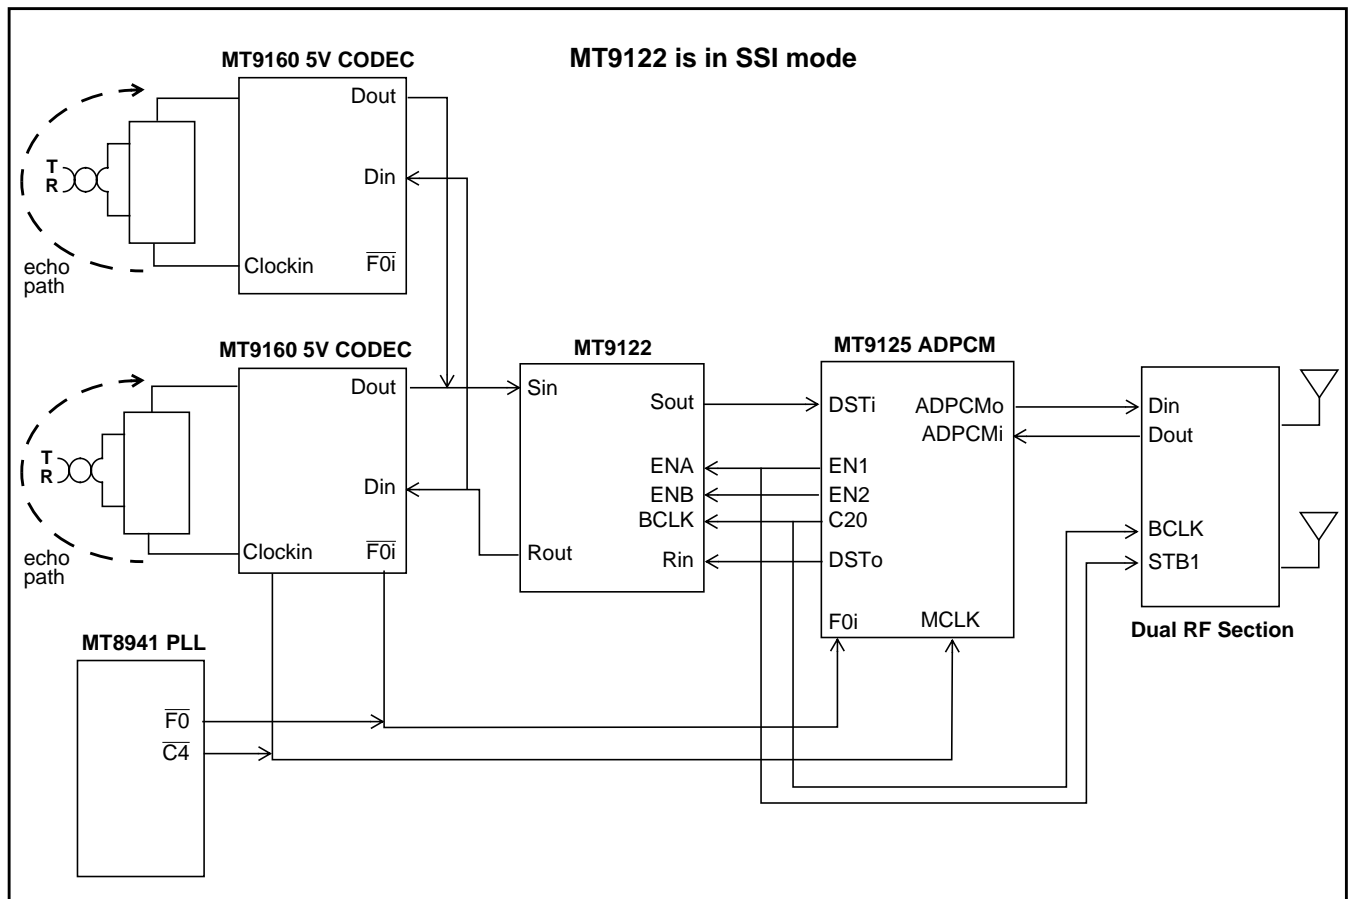 MT9122 is in SSI mode
MT9160 5V CODEC
Dout
Din
Clockin
F0i
T
R
echo
path
MT9160 5V CODEC
Dout
Din
Clockin
F0i
T
R
echo
path
MT9122
Sin
Sout
ENA
ENB
BCLK
Rout
Rin
MT9125 ADPCM
DSTi
ADPCMo
ADPCMi
EN1
EN2
C20
DSTo
F0i
MCLK
Din
Dout
BCLK
STB1
Dual RF Section
MT8941 PLL
F0
C4